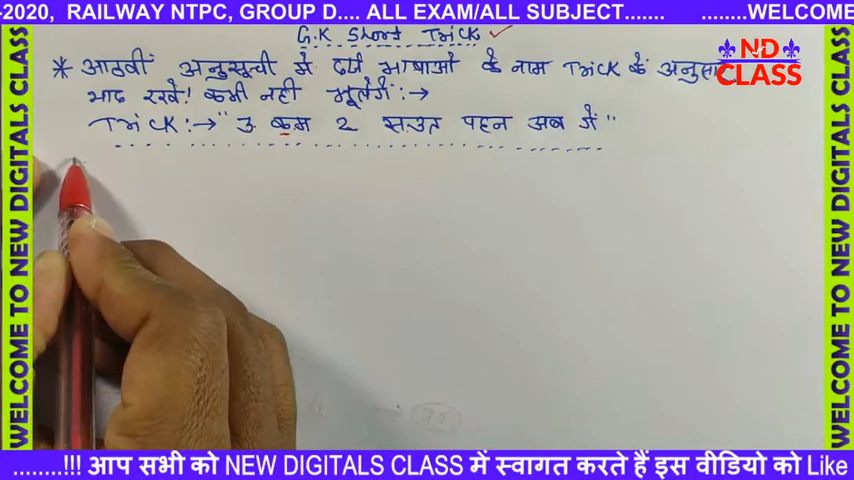 -2020, RAILWAY NTPC, GROUP D.... ALL EXAM/ALL SUBJECT....... ........WELCOME
G.K Short Trick
ND
CLASS
* आठवीं अनुसूची में दर्ज भाषाओं के नाम Trick के अनुसार
याद रखें! कभी नहीं भूलेगें :→
Trick :→ " उ कम 2 स त पहन अब में "
WELCOME TO NEW DIGITALS CLASS
WELCOME TO NEW DIGITALS CLASS
........!!! आप सभी को NEW DIGITALS CLASS में स्वागत करते हैं इस वीडियो को Like